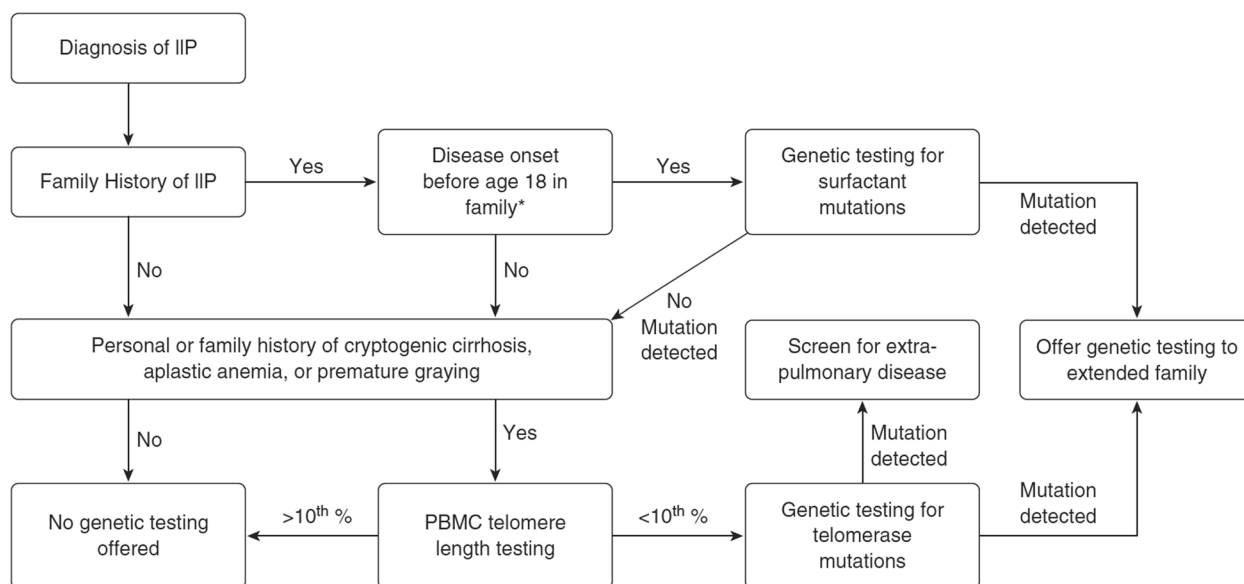 Diagnosis of IIP
Family History of IIP
Yes
Disease onset
before age 18 in
family*
Yes
Genetic testing for
surfactant
mutations
Mutation
detected
No
No
No
Mutation
detected
Personal or family history of cryptogenic cirrhosis,
aplastic anemia, or premature graying
Screen for extra-
pulmonary disease
Offer genetic testing to
extended family
No
Yes
Mutation
detected
No genetic testing
offered
>10th %
PBMC telomere
length testing
<10th %
Genetic testing for
telomerase
mutations
Mutation
detected